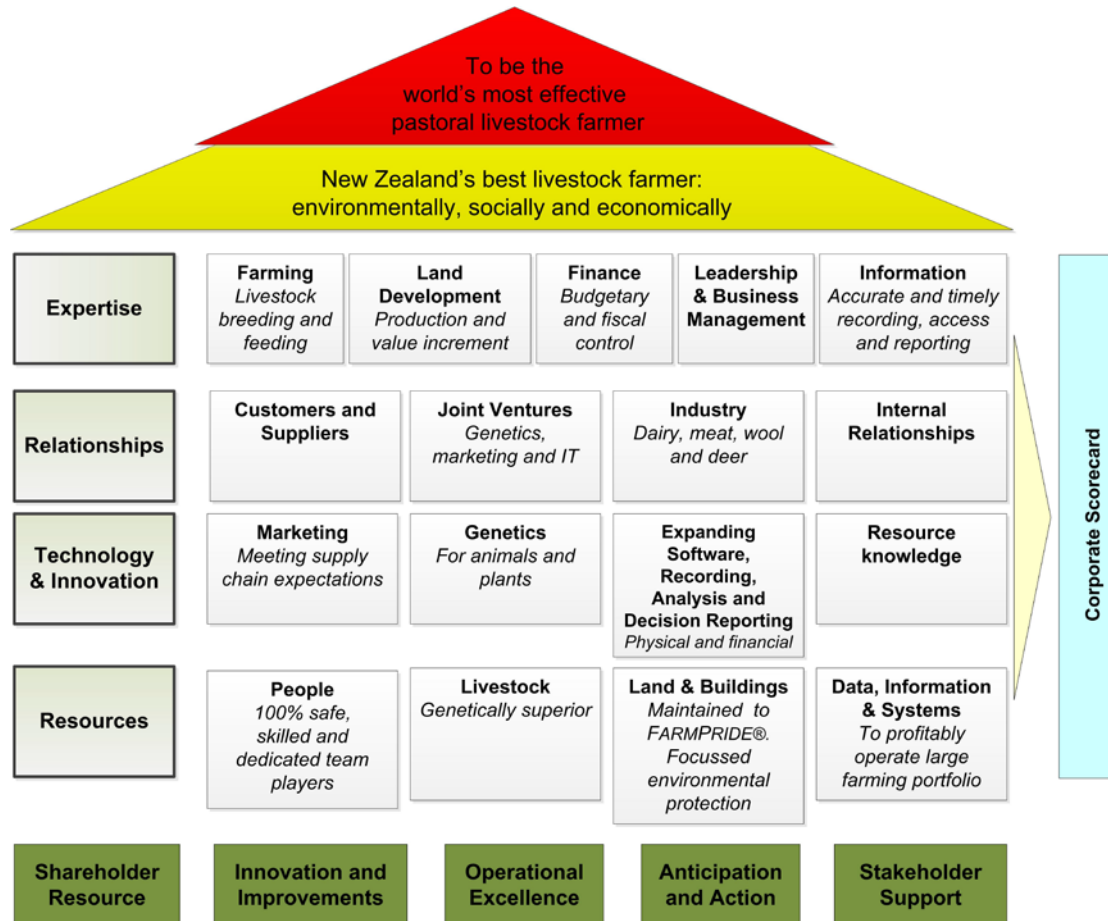 To be the
world's most effective
pastoral livestock farmer
New Zealand's best livestock farmer:
environmentally, socially and economically
Expertise
Farming
Livestock
breeding and
feeding
Land
Development
Production and
value increment
Finance
Budgetary
and fiscal
control
Leadership
& Business
Management
Information
Accurate and timely
recording, access
and reporting
Relationships
Customers and
Suppliers
Joint Ventures
Genetics,
marketing and IT
Industry
Dairy, meat, wool
and deer
Internal
Relationships
Technology
& Innovation
Marketing
Meeting supply
chain expectations
Genetics
For animals and
plants
Expanding
Software,
Recording,
Analysis and
Decision Reporting
Physical and financial
Resource
knowledge
Resources
People
100% safe,
skilled and
dedicated team
players
Livestock
Genetically superior
Land & Buildings
Maintained to
FARMPRIDE®.
Focussed
environmental
protection
Data, Information
& Systems
To profitably
operate large
farming portfolio
Corporate Scorecard
Shareholder
Resource
Innovation and
Improvements
Operational
Excellence
Anticipation
and Action
Stakeholder
Support